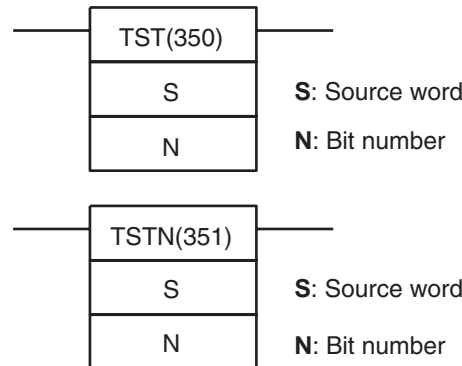 TST(350)
S
S: Source word
N
N: Bit number
TSTN(351)
S
S: Source word
N
N: Bit number